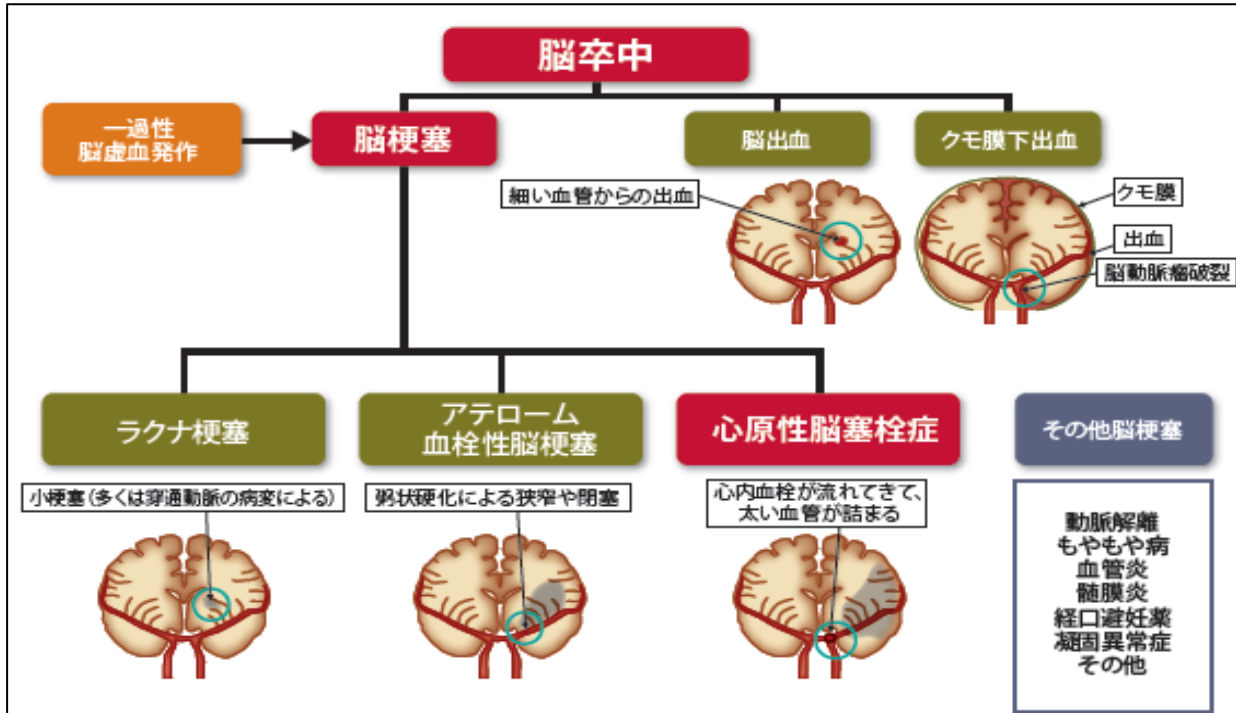 脳卒中
一過性
脳虚血発作
脳梗塞
脳出血
クモ膜下出血
細い血管からの出血
クモ膜
出血
脳動脈瘤破裂
ラクナ梗塞
アテローム
血栓性脳梗塞
心原性脳塞栓症
その他脳梗塞
小梗塞(多くは穿通動脈の病変による)
粥状硬化による狭窄や閉塞
心内血栓が流れてきて、
太い血管が詰まる
動脈解離
もやもや病
血管炎
髄膜炎
経口避妊薬
凝固異常症
その他